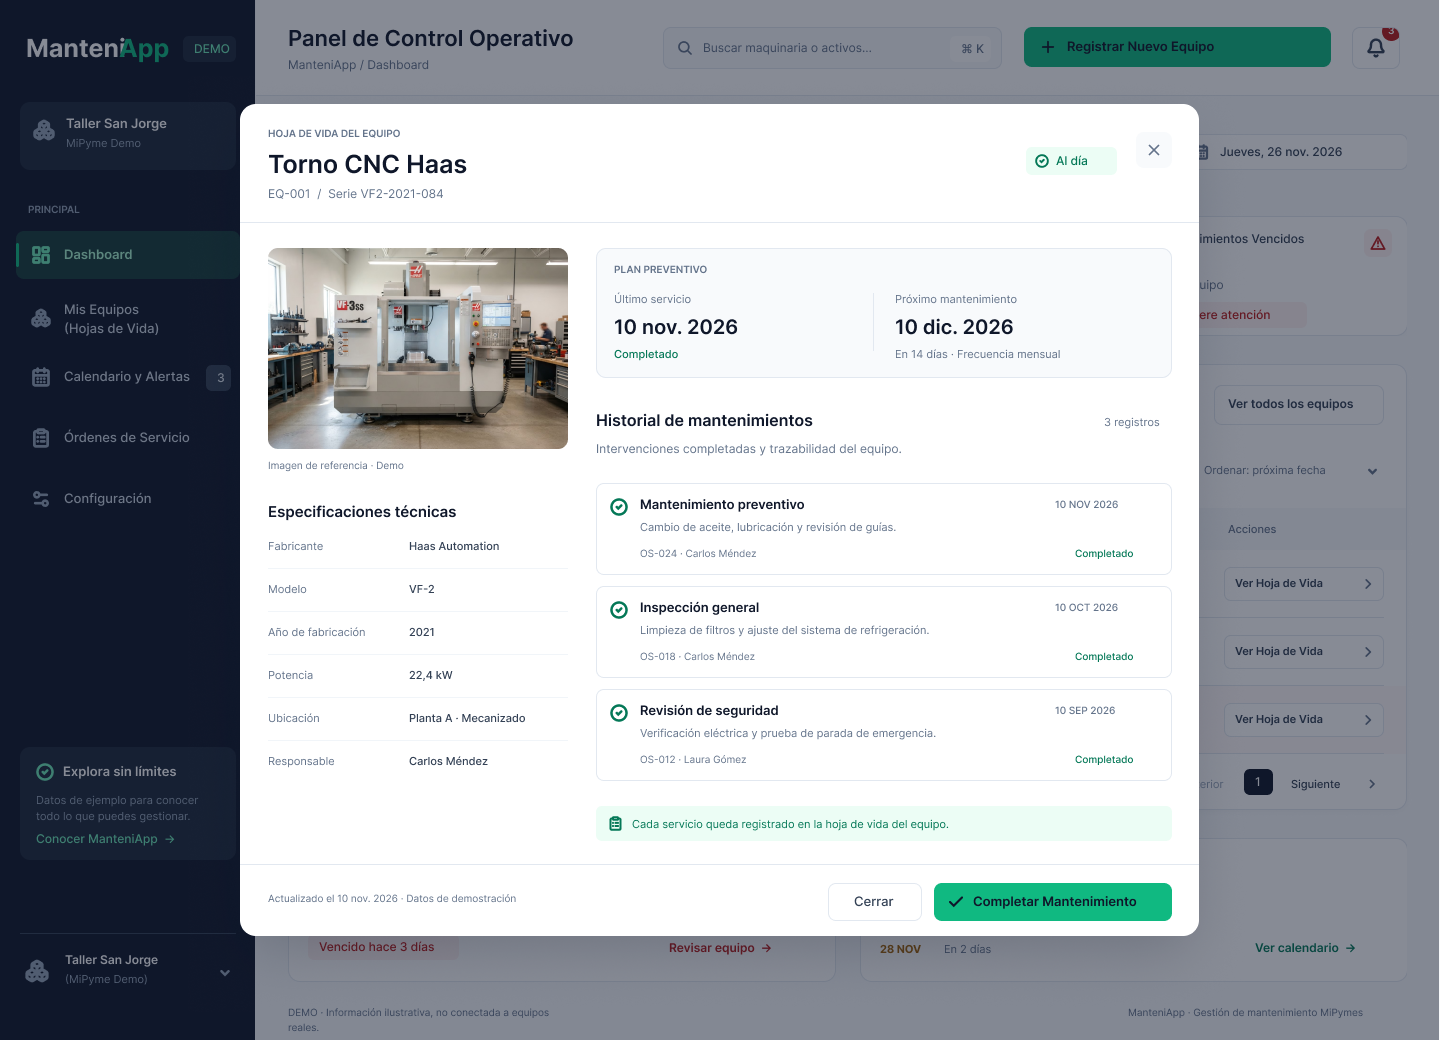 ManteniApp DEMO
Taller San Jorge
MiPyme Demo
PRINCIPAL
Dashboard
Mis Equipos
(Hojas de Vida)
Calendario y Alertas 3
Órdenes de Servicio
Configuración
Explora sin límites
Datos de ejemplo para conocer
todo lo que puedes gestionar.
Conocer ManteniApp →
Taller San Jorge
(MiPyme Demo)
Panel de Control Operativo
ManteniApp / Dashboard
Buscar maquinaria o activos...
⌘ K
Registrar Nuevo Equipo
3
Jueves, 26 nov. 2026
HOJA DE VIDA DEL EQUIPO
Torno CNC Haas
EQ-001 / Serie VF2-2021-084
Al día
VF-3SS
Imagen de referencia · Demo
Especificaciones técnicas
Fabricante Haas Automation
Modelo VF-2
Año de fabricación 2021
Potencia 22,4 kW
Ubicación Planta A · Mecanizado
Responsable Carlos Méndez
PLAN PREVENTIVO
Último servicio
10 nov. 2026
Completado
Próximo mantenimiento
10 dic. 2026
En 14 días · Frecuencia mensual
Historial de mantenimientos
3 registros
Intervenciones completadas y trazabilidad del equipo.
Mantenimiento preventivo 10 NOV 2026
Cambio de aceite, lubricación y revisión de guías.
OS-024 · Carlos Méndez Completado
Inspección general 10 OCT 2026
Limpieza de filtros y ajuste del sistema de refrigeración.
OS-018 · Carlos Méndez Completado
Revisión de seguridad 10 SEP 2026
Verificación eléctrica y prueba de parada de emergencia.
OS-012 · Laura Gómez Completado
Cada servicio queda registrado en la hoja de vida del equipo.
Actualizado el 10 nov. 2026 · Datos de demostración
Cerrar
Completar Mantenimiento
imientos Vencidos
uipo
ere atención
Ver todos los equipos
Ordenar: próxima fecha
Acciones
Ver Hoja de Vida
Ver Hoja de Vida
Ver Hoja de Vida
erior 1 Siguiente
Vencido hace 3 días
Revisar equipo →
28 NOV En 2 días
Ver calendario →
DEMO · Información ilustrativa, no conectada a equipos
reales.
ManteniApp · Gestión de mantenimiento MiPymes